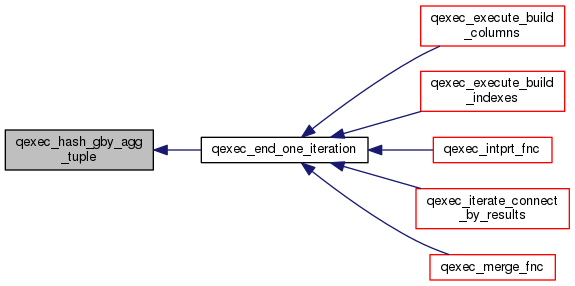 qexec_hash_gby_agg
_tuple
qexec_end_one_iteration
qexec_execute_build
_columns
qexec_execute_build
_indexes
qexec_intprt_fnc
qexec_iterate_connect
_by_results
qexec_merge_fnc